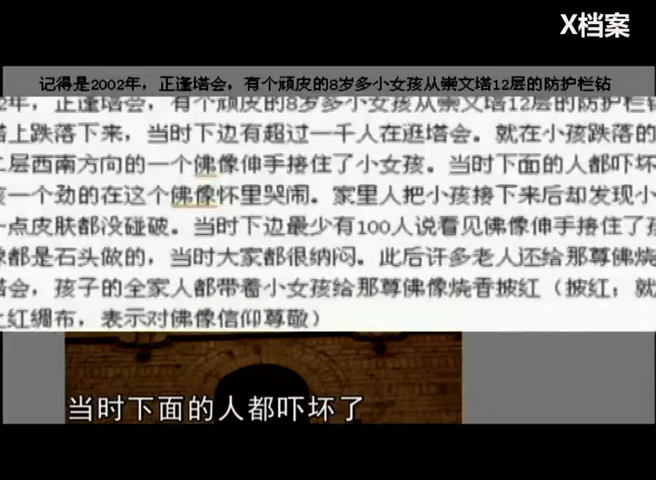 X档案
记得是2002年，正逢塔会，有个顽皮的8岁多小女孩从崇文塔12层的防护栏钻
2年，正逢塔会，有个顽皮的8岁多小女孩从崇文塔12层的防护栏钻
塔上跌落下来，当时下边有超过一千人在逛塔会。就在小孩跌落的
二层西南方向的一个佛像伸手接住了小女孩。当时下面的人都吓坏
一个劲的在这个佛像怀里哭闹。家里人把小孩接下来后却发现小
一点皮肤都没碰破。当时下边最少有100人说看见佛像伸手接住了孩
像都是石头做的，当时大家都很纳闷。此后许多老人还给那尊佛烧
塔会，孩子的全家人都带着小女孩给那尊佛像烧香披红（披红：就
上红绸布，表示对佛像信仰尊敬）
当时下面的人都吓坏了